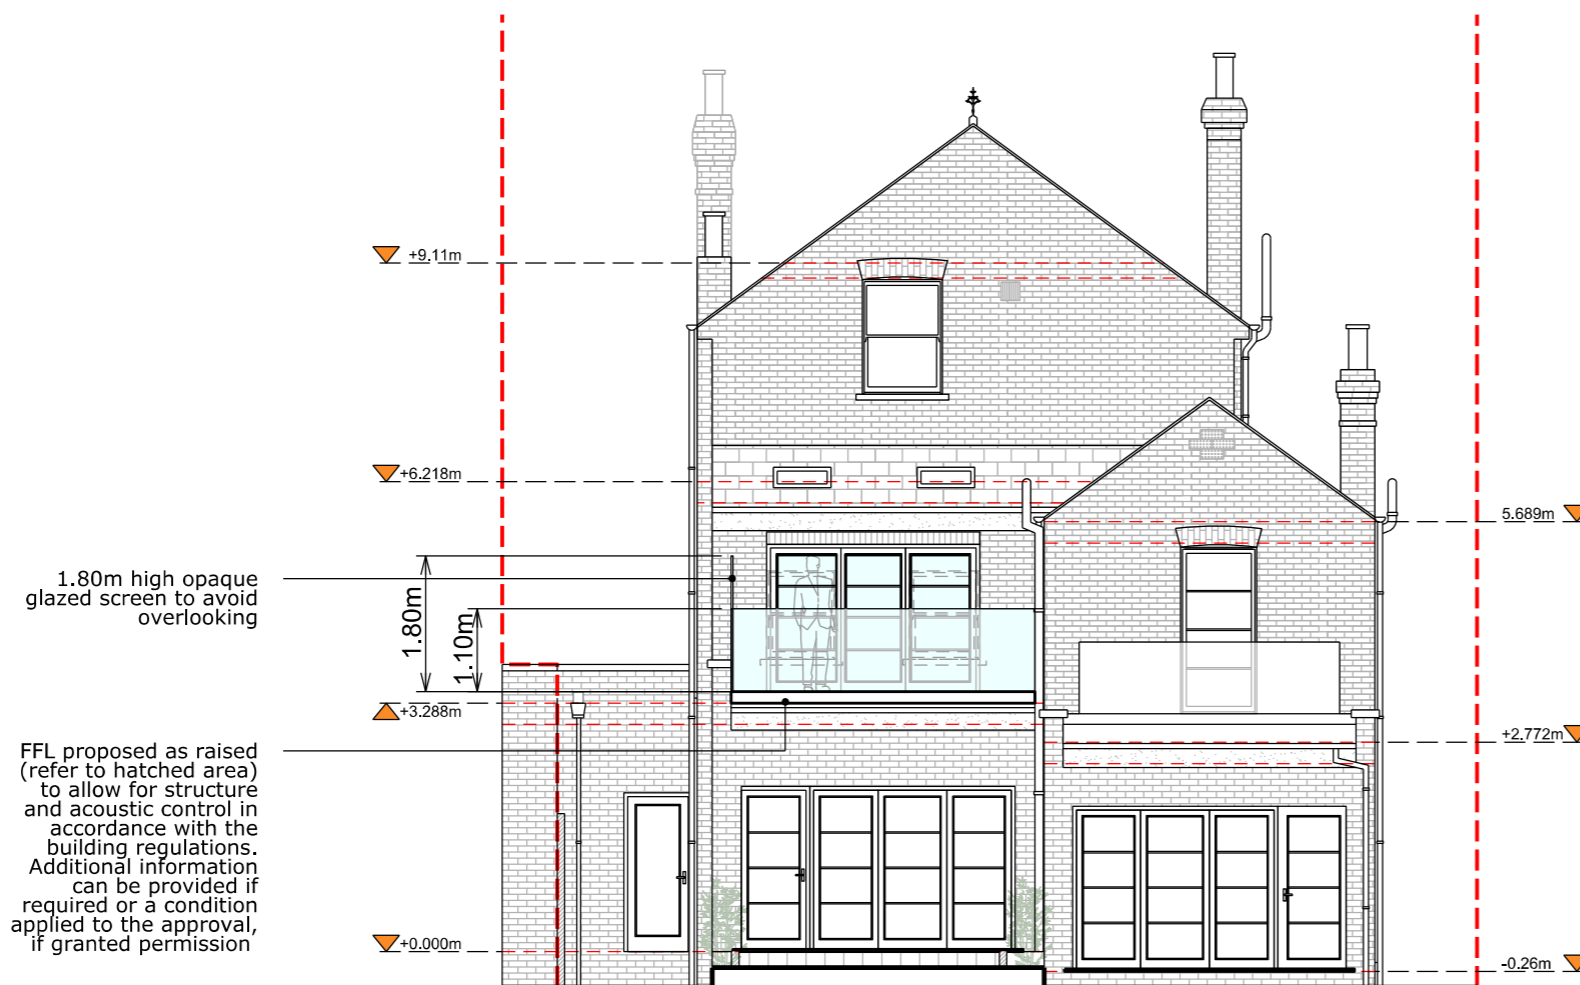 +9.11m
+6.218m
5.689m
1.80m high opaque
glazed screen to avoid
overlooking
1.80m
1.10m
+3.288m
+2.772m
FFL proposed as raised
(refer to hatched area)
to allow for structure
and acoustic control in
accordance with the
building regulations.
Additional information
can be provided if
required or a condition
applied to the approval,
if granted permission
+0.000m
-0.26m